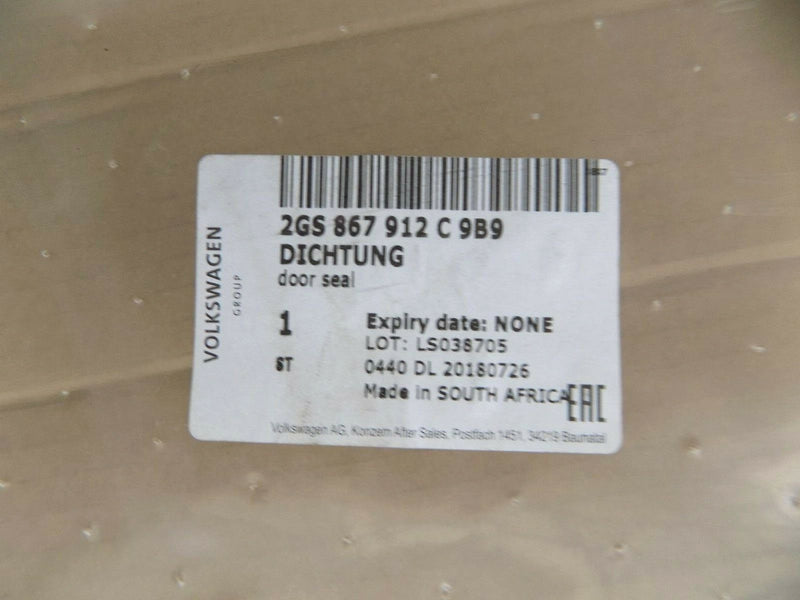 VOLKSWAGEN
GROUP
2GS 867 912 C 9B9
DICHTUNG
door seal
1
Expiry date: NONE
LOT: LS038705
ST
0440 DL 20180726
Made in SOUTH AFRICA
EAC
Volkswagen AG, Konzern After Sales, Postfach 1451, 34219 Baunatal